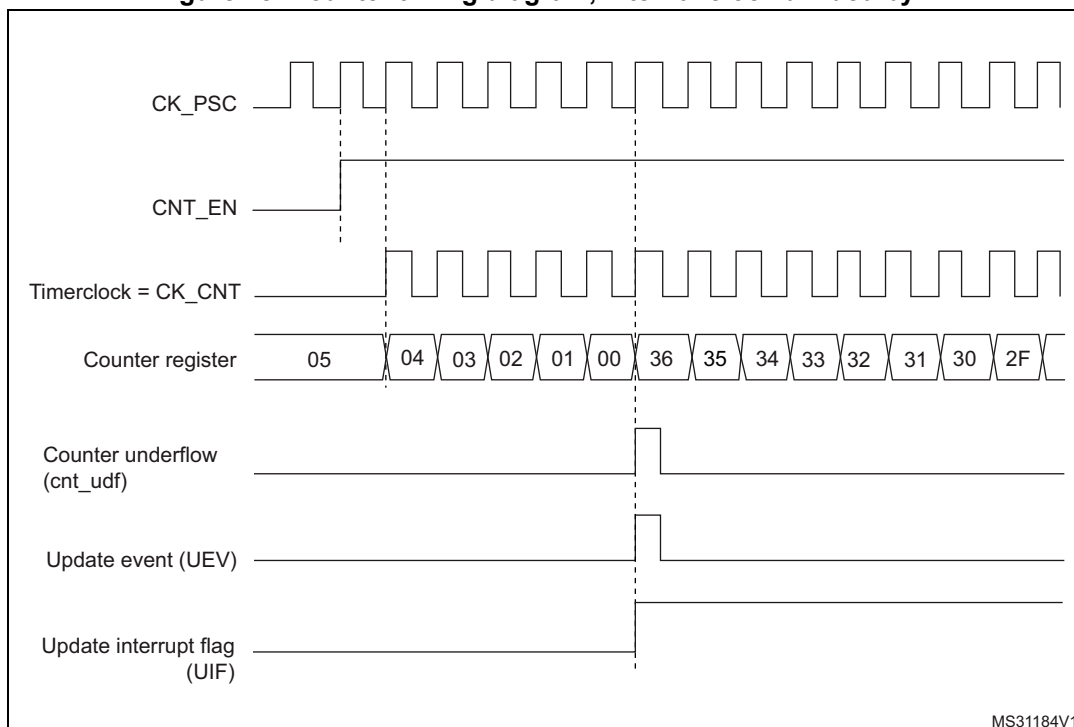 CK_PSC
CNT_EN
Timerclock = CK_CNT
Counter register 05 04 03 02 01 00 36 35 34 33 32 31 30 2F
Counter underflow
(cnt_udf)
Update event (UEV)
Update interrupt flag
(UIF)
MS31184V1